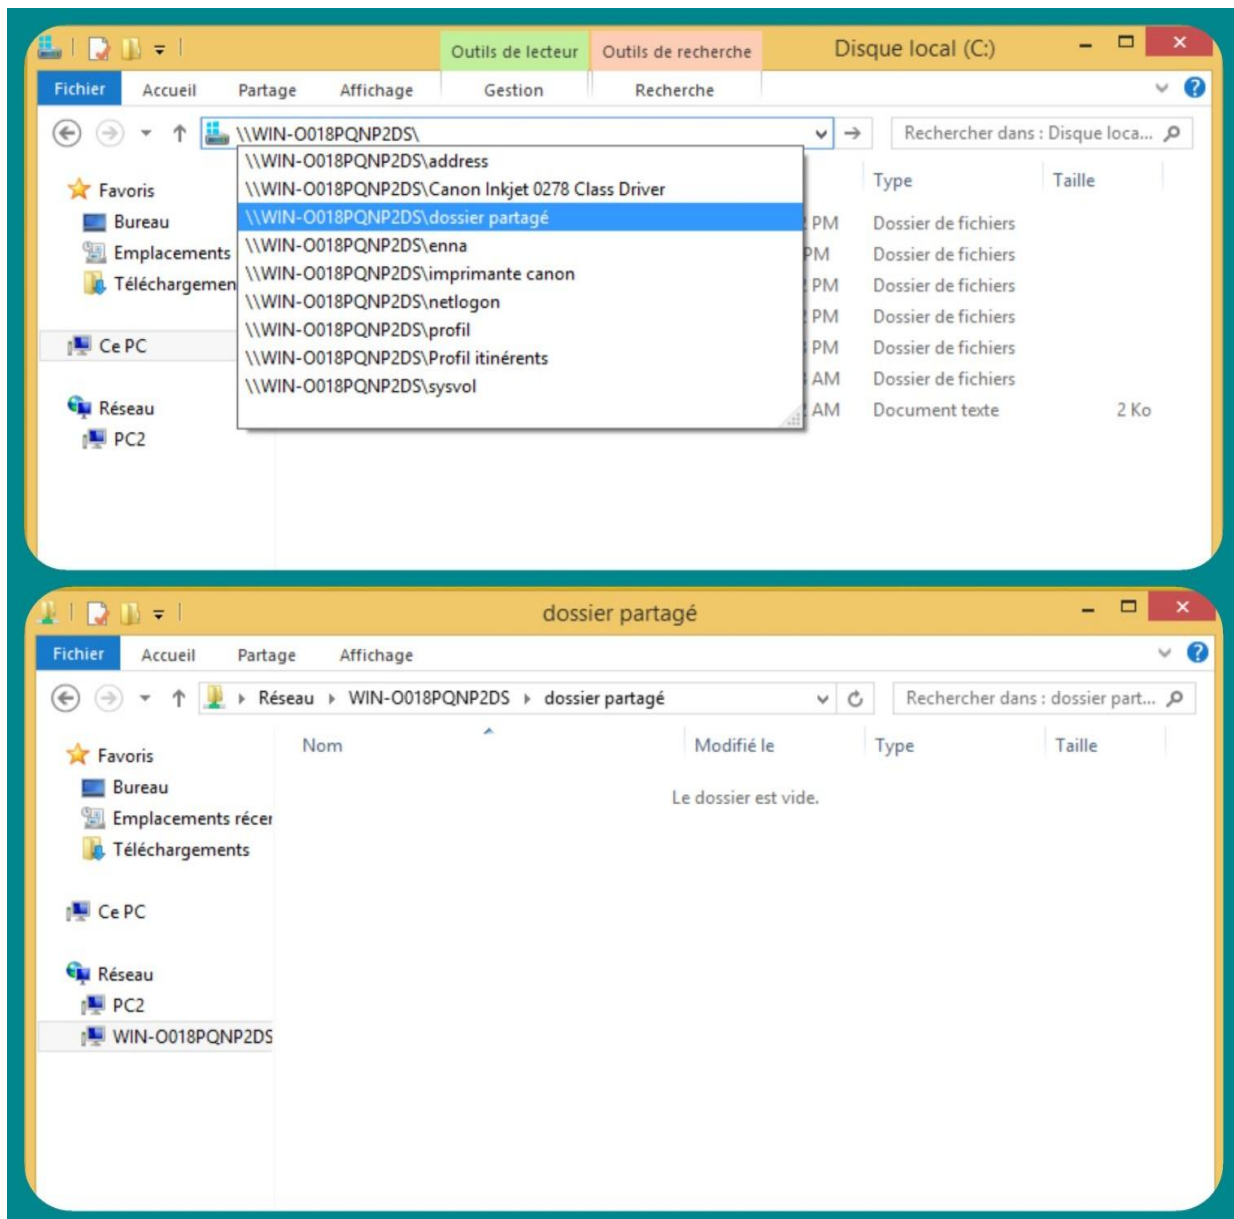 Outils de lecteur Outils de recherche Disque local (C:)
Fichier Accueil Partage Affichage Gestion Recherche
\\WIN-O018PQNP2DS\ Rechercher dans : Disque loca...
\\WIN-O018PQNP2DS\address
\\WIN-O018PQNP2DS\Canon Inkjet 0278 Class Driver
\\WIN-O018PQNP2DS\dossier partagé
\\WIN-O018PQNP2DS\enna
\\WIN-O018PQNP2DS\imprimante canon
\\WIN-O018PQNP2DS\netlogon
\\WIN-O018PQNP2DS\profil
\\WIN-O018PQNP2DS\Profil itinérents
\\WIN-O018PQNP2DS\sysvol
Favoris
Bureau
Emplacements
Téléchargemen
Ce PC
Réseau
PC2
Type Taille
PM Dossier de fichiers
PM Dossier de fichiers
PM Dossier de fichiers
PM Dossier de fichiers
PM Dossier de fichiers
AM Dossier de fichiers
AM Document texte 2 Ko
dossier partagé
Fichier Accueil Partage Affichage
Réseau WIN-O018PQNP2DS dossier partagé Rechercher dans : dossier part...
Favoris
Bureau
Emplacements récer
Téléchargements
Ce PC
Réseau
PC2
WIN-O018PQNP2DS
Nom Modifié le Type Taille
Le dossier est vide.